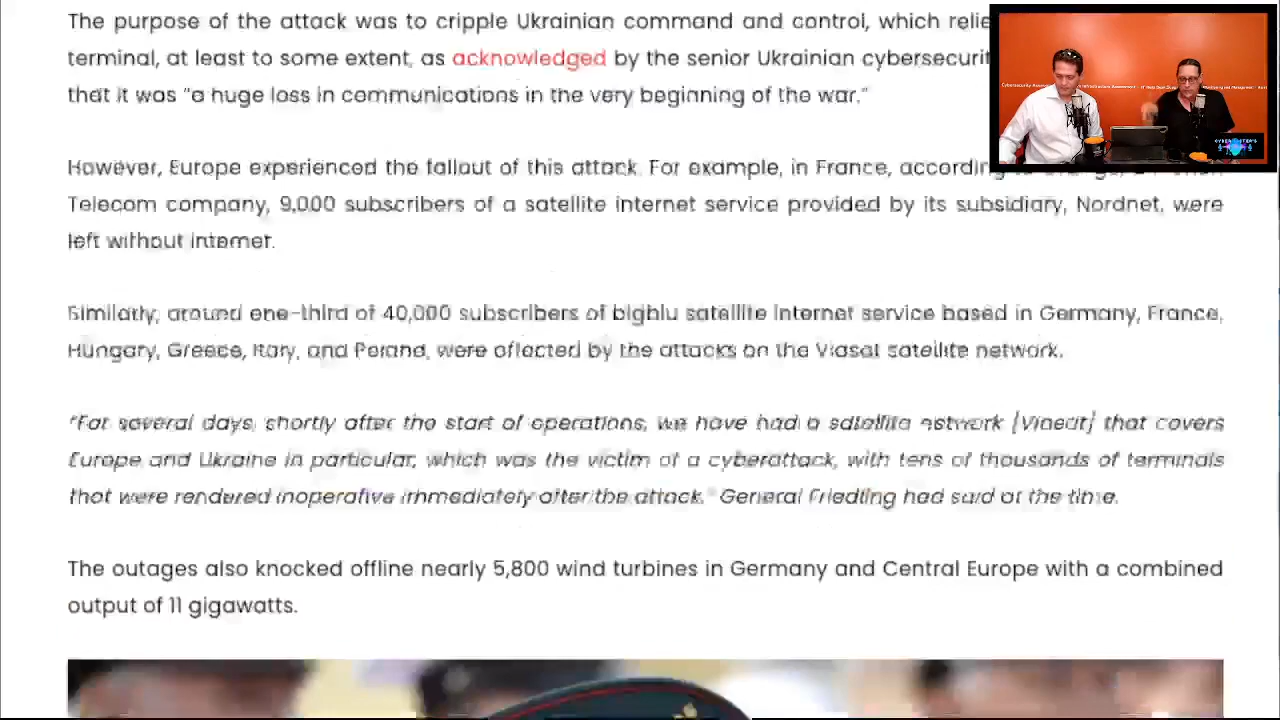 The purpose of the attack was to cripple Ukrainian command and control, which
terminal, at least to some extent, as acknowledged by the senior Ukrainian
that it was “a huge loss in communications in the very beginning of the war.”
However, Europe experienced the fallout of this attack. For example, in France,
Telecom company, 9,000 subscribers of a satellite internet service provided by its subsidiary, Nordnet, were
left without internet.
Similarly, around one-third of 40,000 subscribers of bigblu satellite internet service based in Germany, France,
Hungary, Greece, Italy, and Poland, were affected by the attacks on the Viasat satellite network.
“For several days, shortly after the start of operations, we have had a satellite network [Viasat] that covers
Europe and Ukraine in particular, which was the victim of a cyberattack, with tens of thousands of terminals
that were rendered inoperative immediately after the attack.” General Friedling had said at the time.
The outages also knocked offline nearly 5,800 wind turbines in Germany and Central Europe with a combined
output of 11 gigawatts.